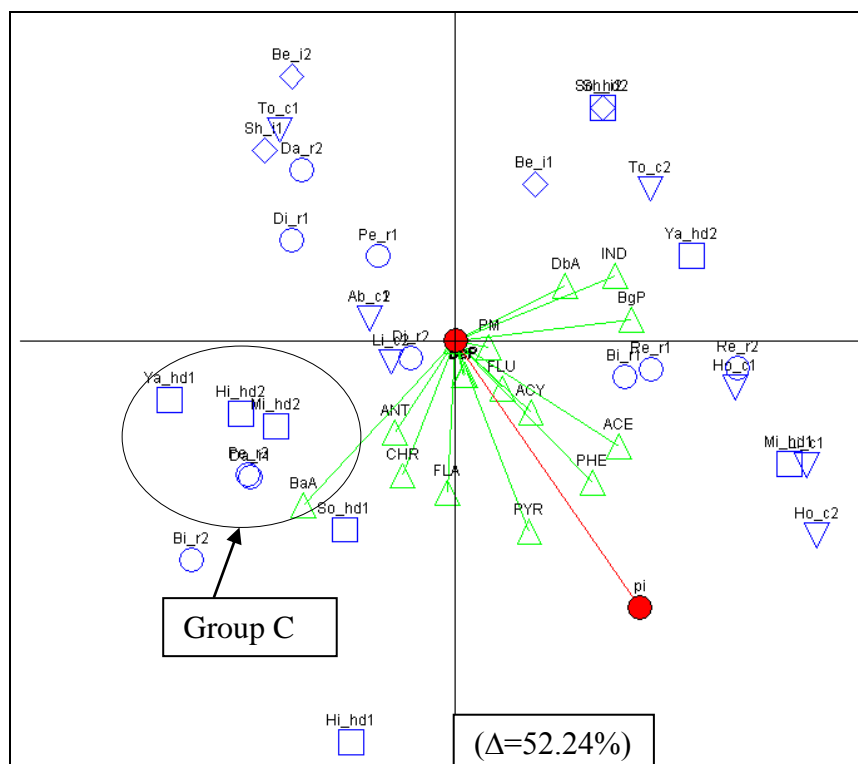 Be_i2
To_c1
Sh_i1
Da_r2
Be_i1
To_c2
Di_r1
Pe_r1
Ya_hd2
DbA
IND
BgP
PM
Di_r2
Li_c2
FLU
Bi_r1
Re_r1
Re_r2
Ho_c1
Ya_hd1
Hi_hd2
Mi_hd2
ANT
ACY
ACE
Mi_hd1
CHR
FLA
PHE
BaA
So_hd1
PYR
Ho_c2
Bi_r2
pi
Group C
Hi_hd1
(Δ=52.24%)